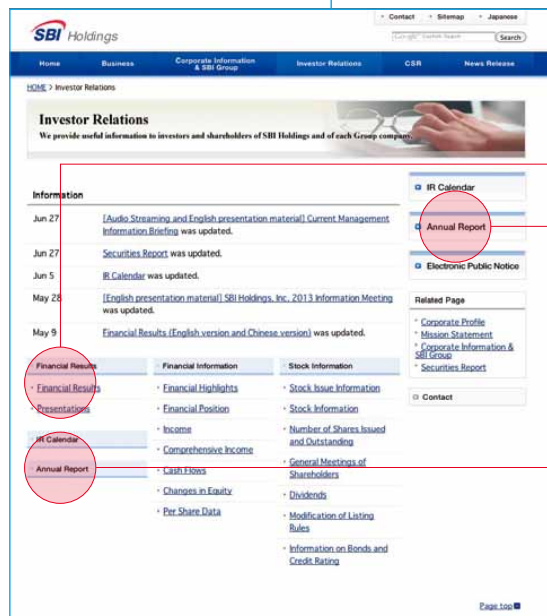 Contact Sitemap Japanese
SBI Holdings
Search
Home Business Corporate Information & SBI Group Investor Relations CSR News Release
HOME > Investor Relations
Investor Relations
We provide useful information to investors and shareholders of SBI Holdings and of each Group company.
Information
Jun 27 [Audio Streaming and English presentation material] Current Management
Information Briefing was updated.
Jun 27 Securities Report was updated.
Jun 5 IR Calendar was updated.
May 28 [English presentation material] SBI Holdings, Inc. 2013 Information Meeting
was updated.
May 9 Financial Results (English version and Chinese version) was updated.
Financial Results
Financial Results
Presentations
IR Calendar
Annual Report
Financial Information
Financial Highlights
Financial Position
Income
Comprehensive Income
Cash Flows
Changes in Equity
Per Share Data
Stock Information
Stock Issue Information
Stock Information
Number of Shares Issued
and Outstanding
General Meetings of
Shareholders
Dividends
Modification of Listing
Rules
Information on Bonds and
Credit Rating
IR Calendar
Annual Report
Electronic Public Notice
Related Page
Corporate Profile
Mission Statement
Corporate Information &
SBI Group
Securities Report
Contact
Page top